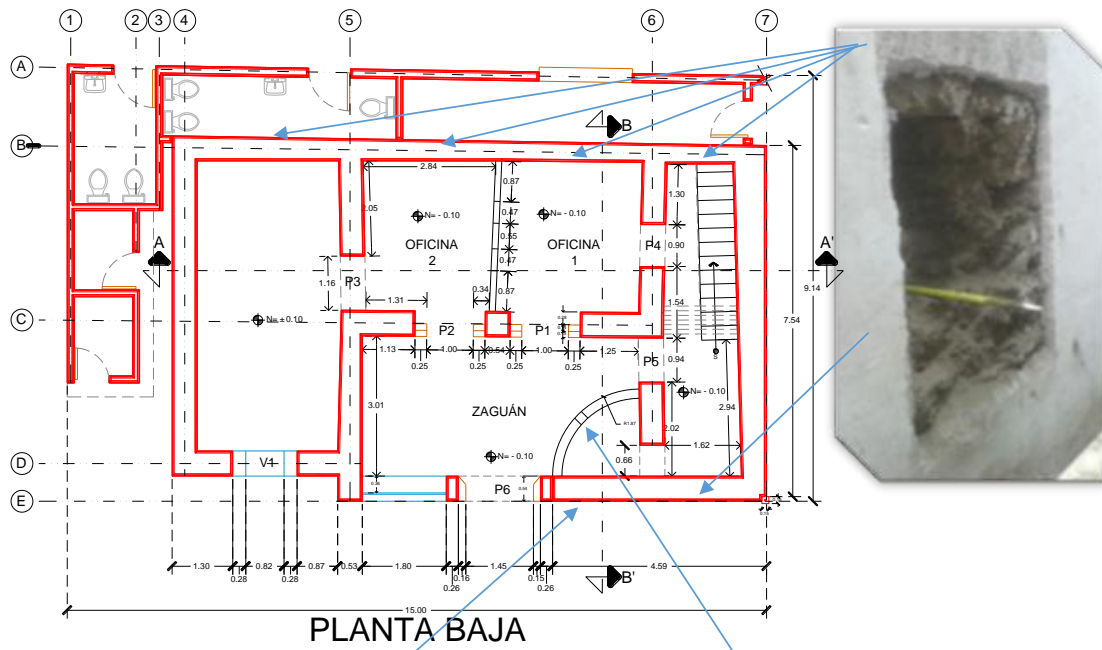 1 2 3 4 5 6 7
A
B
B
2.84
0.87
1.30
2.05
0.47
N= -0.10
N= -0.10
0.55
P4
0.90
OFICINA
2
OFICINA
1
A
A'
0.47
P3
1.16
0.34
0.87
9.14
7.54
1.31
1.54
C
N= ±0.10
P2
P1
1.13
1.00
0.54
1.00
1.25
0.94
P5
S
0.25
0.25
0.25
0.25
N= -0.10
3.01
ZAGUÁN
R1.87
2.02
2.94
1.62
D
V1
N= -0.10
0.66
P6
E
1.30
0.82
0.87
0.53
1.80
0.16
1.45
0.15
4.59
0.28
0.28
0.26
0.26
B'
15.00
PLANTA BAJA